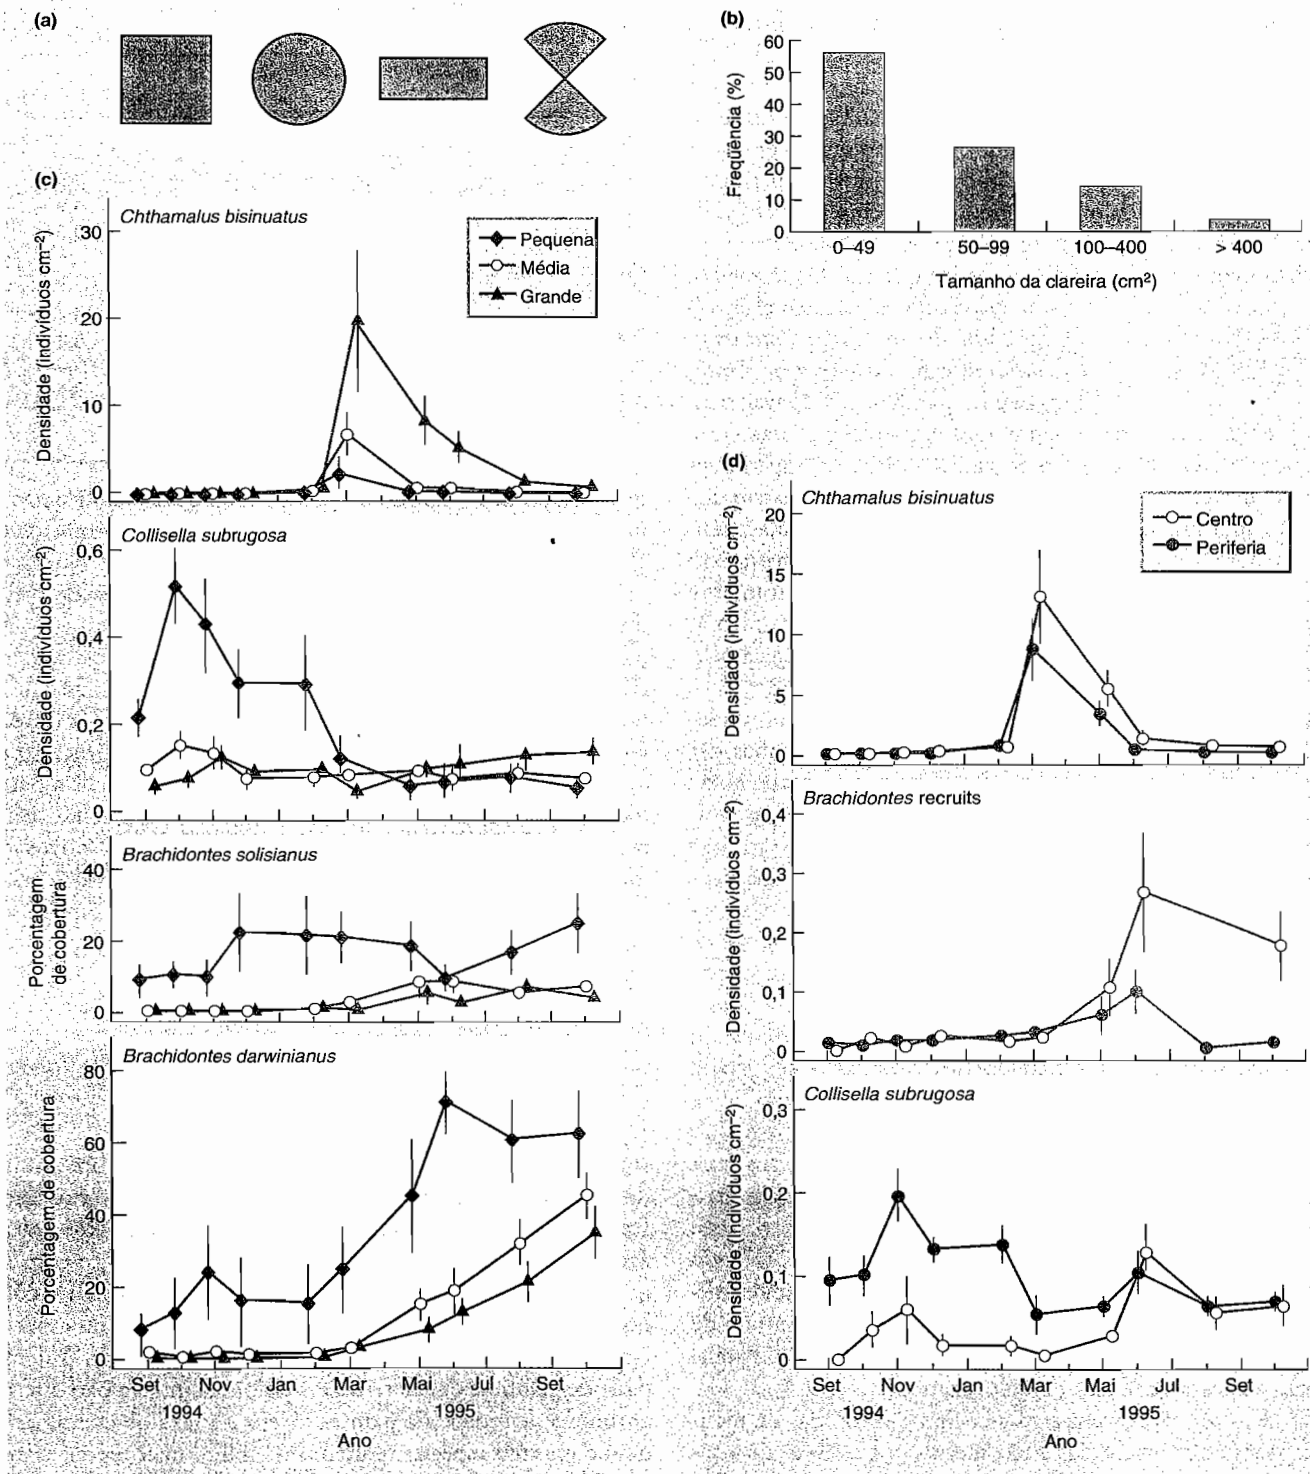 (a)
(b)
Freqüência (%)
60
50
40
30
20
10
0
0–49 50–99 100–400 > 400
Tamanho da clareira (cm²)
(c)
Chthamalus bisinuatus
Pequena
Média
Grande
Densidade (indivíduos cm⁻²)
30
20
10
0
Collisella subrugosa
Densidade (indivíduos cm⁻²)
0,6
0,4
0,2
0
Brachidontes solisianus
Porcentagem
de cobertura
40
20
0
Brachidontes darwinianus
Porcentagem de cobertura
80
60
40
20
0
Set Nov Jan Mar Mai Jul Set
1994 1995
Ano
(d)
Chthamalus bisinuatus
Centro
Periferia
Densidade (indivíduos cm⁻²)
20
15
10
5
0
Brachidontes recruits
Densidade (indivíduos cm⁻²)
0,4
0,3
0,2
0,1
0
Collisella subrugosa
Densidade (indivíduos cm⁻²)
0,3
0,2
0,1
0
Set Nov Jan Mar Mai Jul Set
1994 1995
Ano